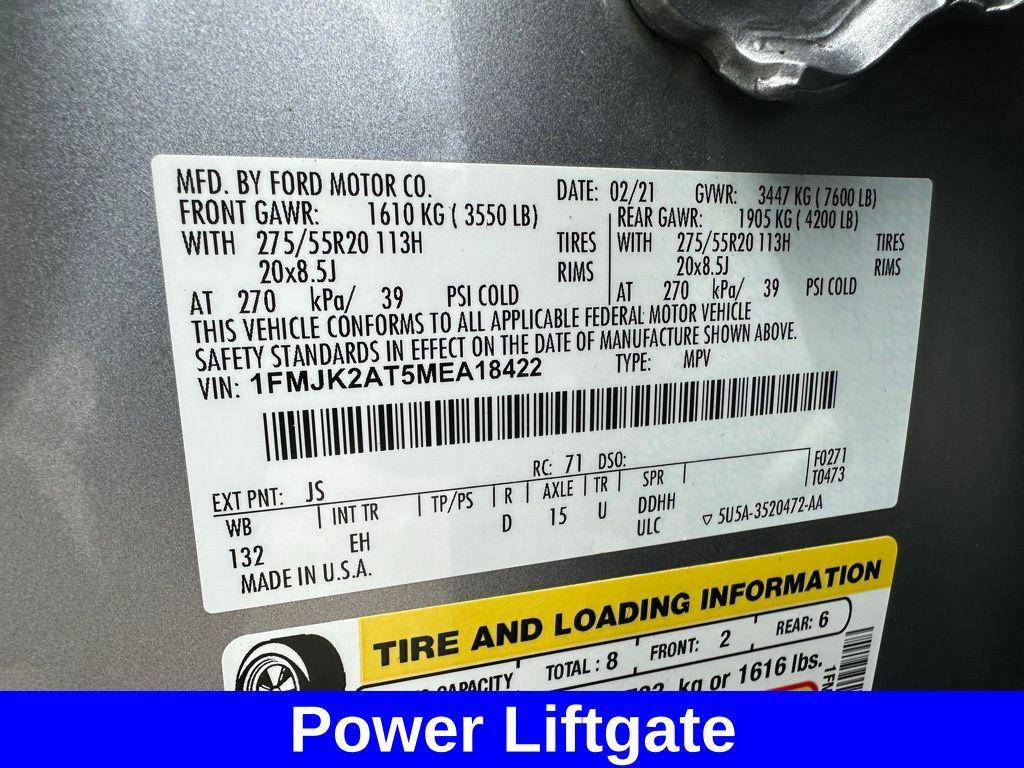 MFD. BY FORD MOTOR CO. DATE: 02/21 GVWR: 3447 KG ( 7600 LB)
FRONT GAWR: 1610 KG ( 3550 LB) REAR GAWR: 1905 KG ( 4200 LB)
WITH 275/55R20 113H TIRES WITH 275/55R20 113H TIRES
20x8.5J RIMS 20x8.5J RIMS
AT 270 kPa/ 39 PSI COLD AT 270 kPa/ 39 PSI COLD
THIS VEHICLE CONFORMS TO ALL APPLICABLE FEDERAL MOTOR VEHICLE
SAFETY STANDARDS IN EFFECT ON THE DATE OF MANUFACTURE SHOWN ABOVE.
VIN: 1FMJK2AT5MEA18422 TYPE: MPV
EXT PNT: JS RC: 71 DSO: F0271
WB INT TR TP/PS R AXLE TR SPR T0473
132 EH D 15 U DDHH
ULC 5U5A-3520472-AA
MADE IN U.S.A.
TIRE AND LOADING INFORMATION
CAPACITY TOTAL : 8 FRONT: 2 REAR: 6
kg or 1616 lbs.
1FM
Power Liftgate